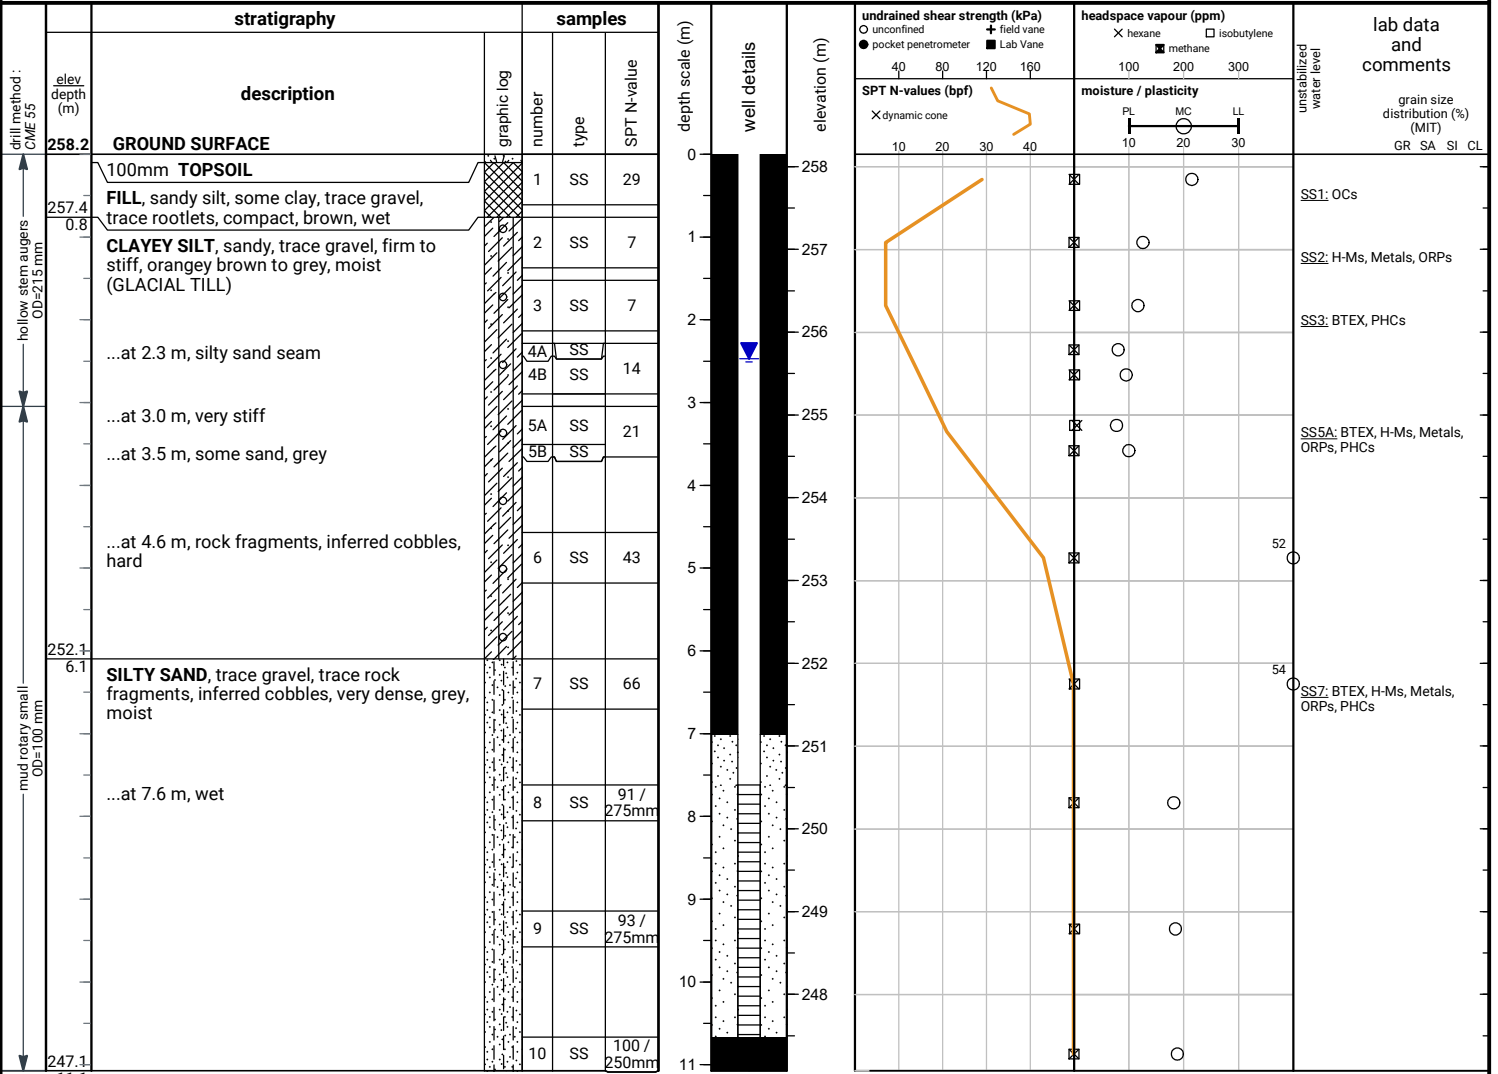 stratigraphy
samples
drill method :
CME 55
elev
depth
(m)
description
graphic log
number
type
SPT N-value
depth scale (m)
well details
elevation (m)
undrained shear strength (kPa)
unconfined
field vane
pocket penetrometer
Lab Vane
40 80 120 160
SPT N-values (bpf)
dynamic cone
10 20 30 40
headspace vapour (ppm)
hexane
isobutylene
methane
100 200 300
moisture / plasticity
PL MC LL
10 20 30
unstabilized
water level
lab data
and
comments
grain size
distribution (%)
(MIT)
GR SA SI CL
258.2
GROUND SURFACE
100mm TOPSOIL
FILL, sandy silt, some clay, trace gravel,
trace rootlets, compact, brown, wet
257.4
0.8
CLAYEY SILT, sandy, trace gravel, firm to
stiff, orangey brown to grey, moist
(GLACIAL TILL)
...at 2.3 m, silty sand seam
...at 3.0 m, very stiff
...at 3.5 m, some sand, grey
...at 4.6 m, rock fragments, inferred cobbles,
hard
252.1
6.1
SILTY SAND, trace gravel, trace rock
fragments, inferred cobbles, very dense, grey,
moist
...at 7.6 m, wet
247.1
hollow stem augers
OD=215 mm
mud rotary small
OD=100 mm
1 SS 29
2 SS 7
3 SS 7
4A SS
4B SS
14
5A SS
5B SS
21
6 SS 43
7 SS 66
8 SS 91 /
275mm
9 SS 93 /
275mm
10 SS 100 /
250mm
0
1
2
3
4
5
6
7
8
9
10
11
258
257
256
255
254
253
252
251
250
249
248
52
54
SS1: OCs
SS2: H-Ms, Metals, ORPs
SS3: BTEX, PHCs
SS5A: BTEX, H-Ms, Metals,
ORPs, PHCs
SS7: BTEX, H-Ms, Metals,
ORPs, PHCs